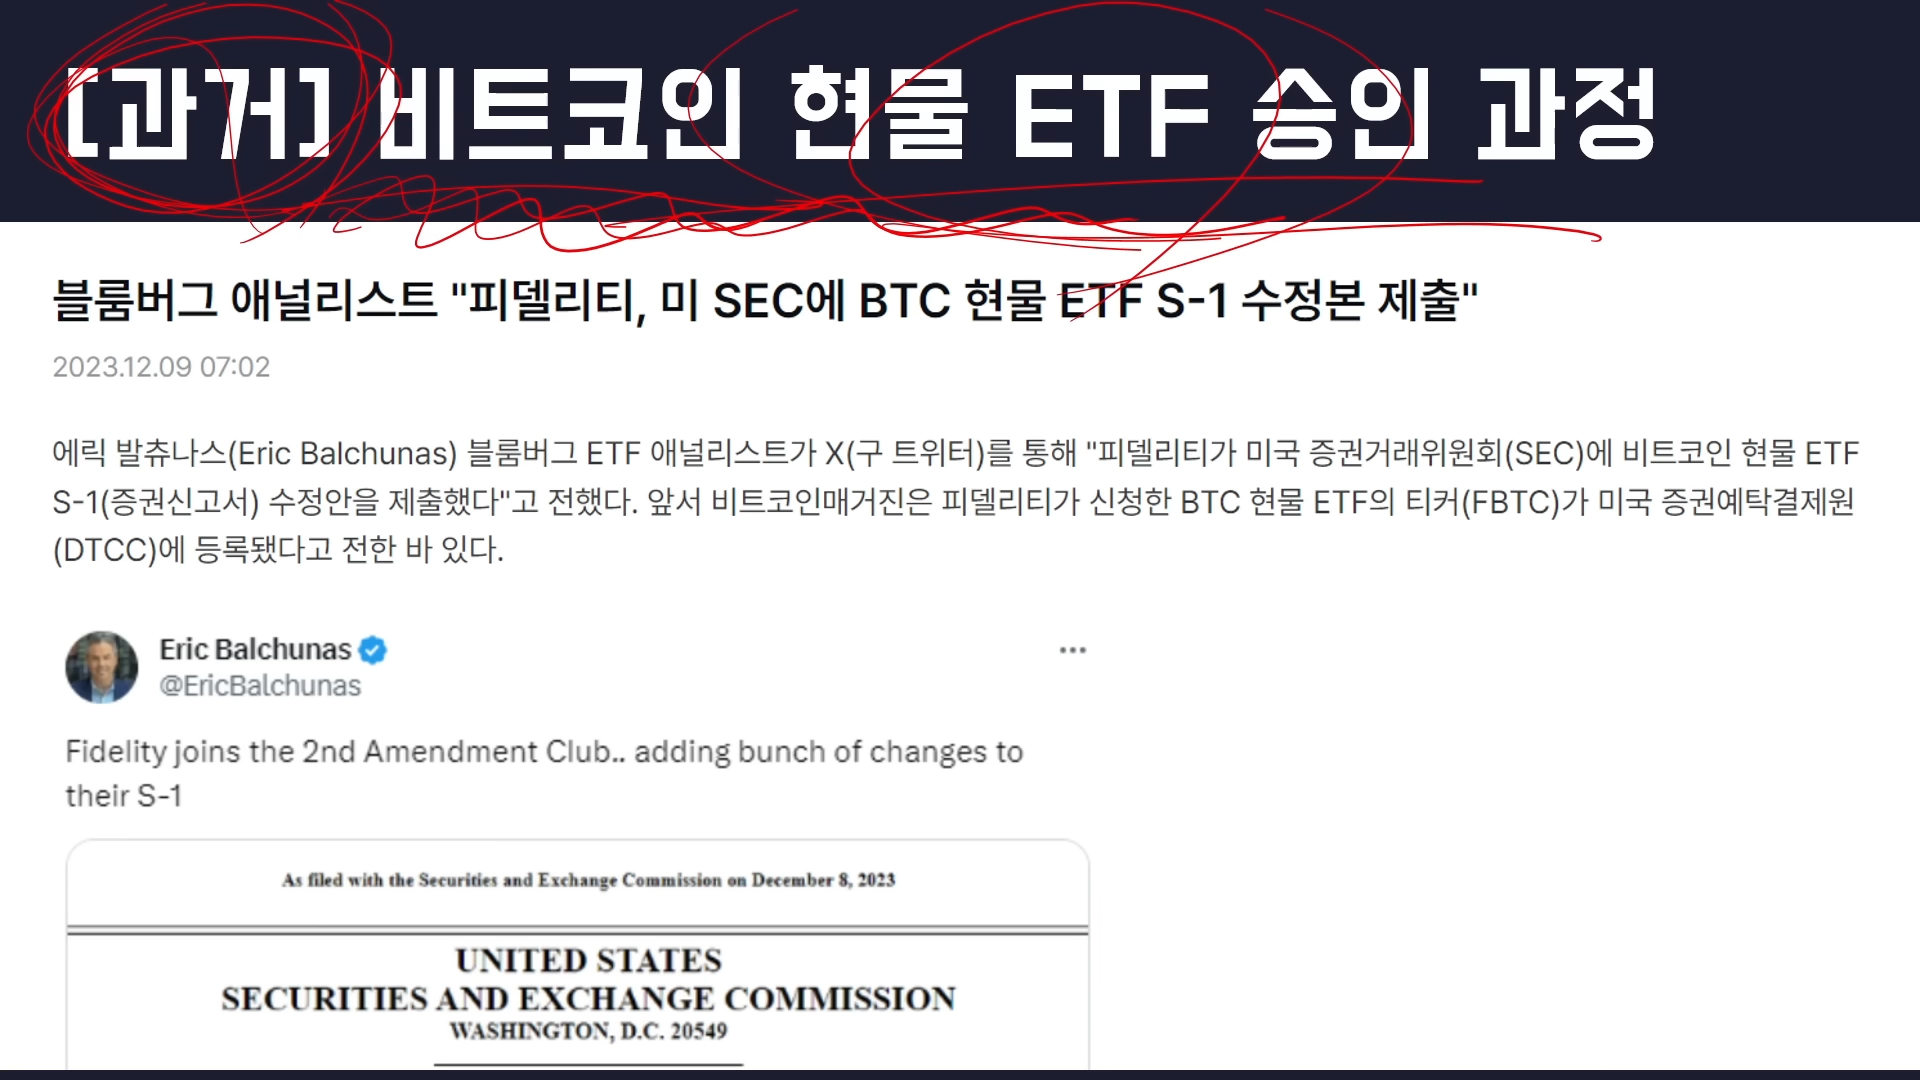 [과거] 비트코인 현물 ETF 승인 과정
블룸버그 애널리스트 "피델리티, 미 SEC에 BTC 현물 ETF S-1 수정본 제출"
2023.12.09 07:02
에릭 발츄나스(Eric Balchunas) 블룸버그 ETF 애널리스트가 X(구 트위터)를 통해 "피델리티가 미국 증권거래위원회(SEC)에 비트코인 현물 ETF
S-1(증권신고서) 수정안을 제출했다"고 전했다. 앞서 비트코인매거진은 피델리티가 신청한 BTC 현물 ETF의 티커(FBTC)가 미국 증권예탁결제원
(DTCC)에 등록됐다고 전한 바 있다.
Eric Balchunas
@EricBalchunas
Fidelity joins the 2nd Amendment Club.. adding bunch of changes to
their S-1
As filed with the Securities and Exchange Commission on December 8, 2023
UNITED STATES
SECURITIES AND EXCHANGE COMMISSION
WASHINGTON, D.C. 20549